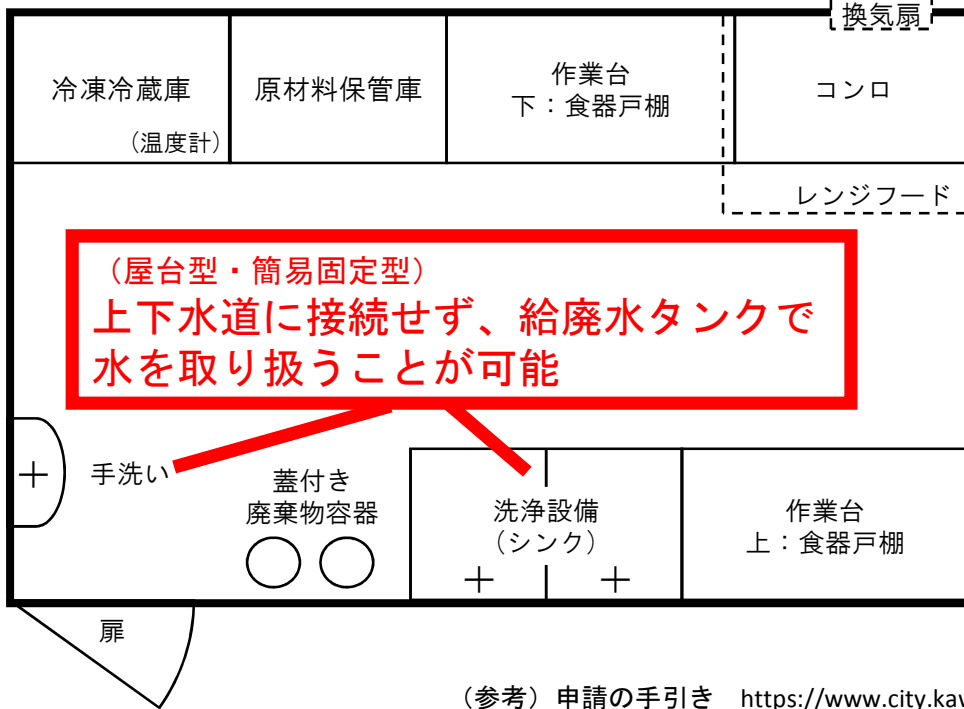 換気扇
冷凍冷蔵庫
（温度計）
原材料保管庫
作業台
下：食器戸棚
コンロ
レンジフード
（屋台型・簡易固定型）
上下水道に接続せず、給廃水タンクで
水を取り扱うことが可能
手洗い
蓋付き
廃棄物容器
洗浄設備
（シンク）
作業台
上：食器戸棚
扉
（参考）申請の手引き　https://www.city.kaw